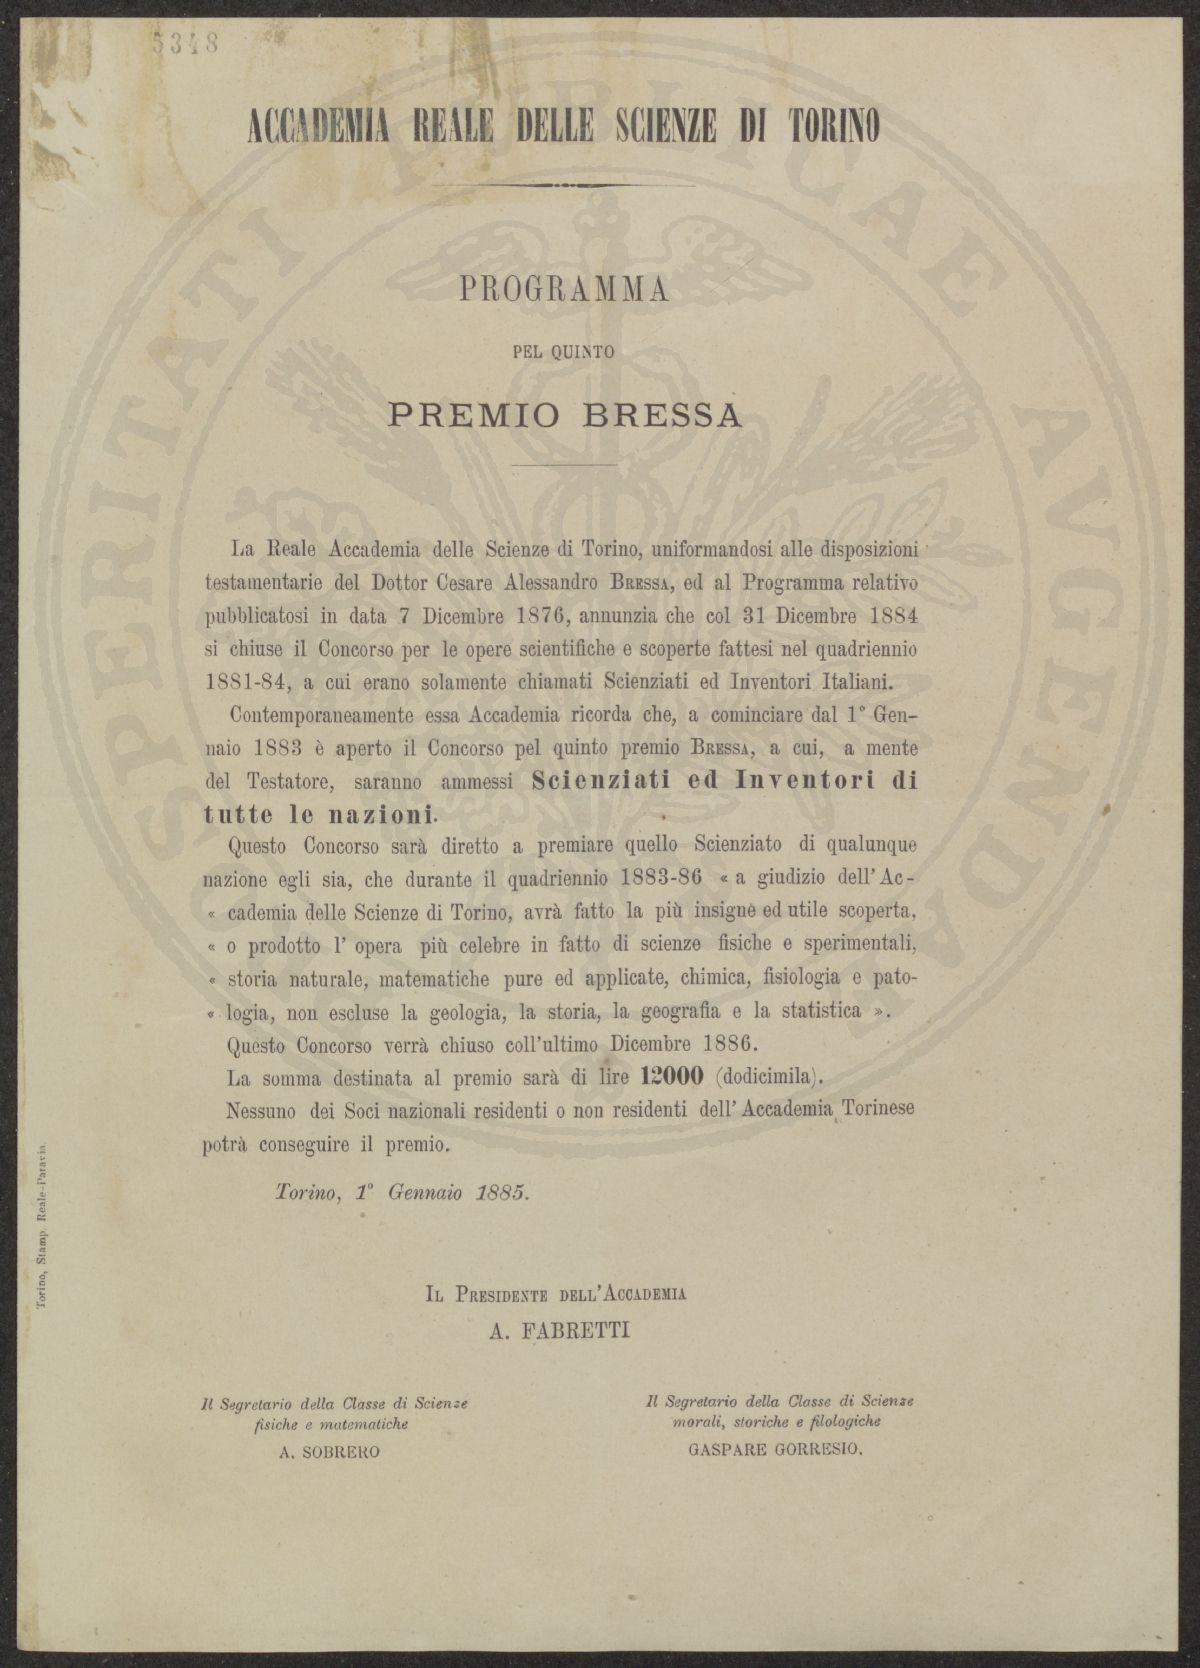 5348
ACCADEMIA REALE DELLE SCIENZE DI TORINO
PROGRAMMA
PEL QUINTO
PREMIO BRESSA
La Reale Accademia delle Scienze di Torino, uniformandosi alle disposizioni
testamentarie del Dottor Cesare Alessandro BRESSA, ed al Programma relativo
pubblicatosi in data 7 Dicembre 1876, annunzia che col 31 Dicembre 1884
si chiuse il Concorso per le opere scientifiche e scoperte fattesi nel quadriennio
1881-84, a cui erano solamente chiamati Scienziati ed Inventori Italiani.
Contemporaneamente essa Accademia ricorda che, a cominciare dal 1° Gen-
naio 1883 è aperto il Concorso pel quinto premio BRESSA, a cui, a mente
del Testatore, saranno ammessi Scienziati ed Inventori di
tutte le nazioni.
Questo Concorso sarà diretto a premiare quello Scienziato di qualunque
nazione egli sia, che durante il quadriennio 1883-86 « a giudizio dell' Ac-
« cademia delle Scienze di Torino, avrà fatto la più insigne ed utile scoperta,
« o prodotto l' opera più celebre in fatto di scienze fisiche e sperimentali,
« storia naturale, matematiche pure ed applicate, chimica, fisiologia e pato-
« logia, non escluse la geologia, la storia, la geografia e la statistica ».
Questo Concorso verrà chiuso coll'ultimo Dicembre 1886.
La somma destinata al premio sarà di lire 12000 (dodicimila).
Nessuno dei Soci nazionali residenti o non residenti dell' Accademia Torinese
potrà conseguire il premio.
Torino, 1° Gennaio 1885.
IL PRESIDENTE DELL'ACCADEMIA
A. FABRETTI
Il Segretario della Classe di Scienze
fisiche e matematiche
A. SOBRERO
Il Segretario della Classe di Scienze
morali, storiche e filologiche
GASPARE GORRESIO.
Torino, Stamp. Reale-Paravia
PROSPERITATI PVBLICAE AVGENDAE